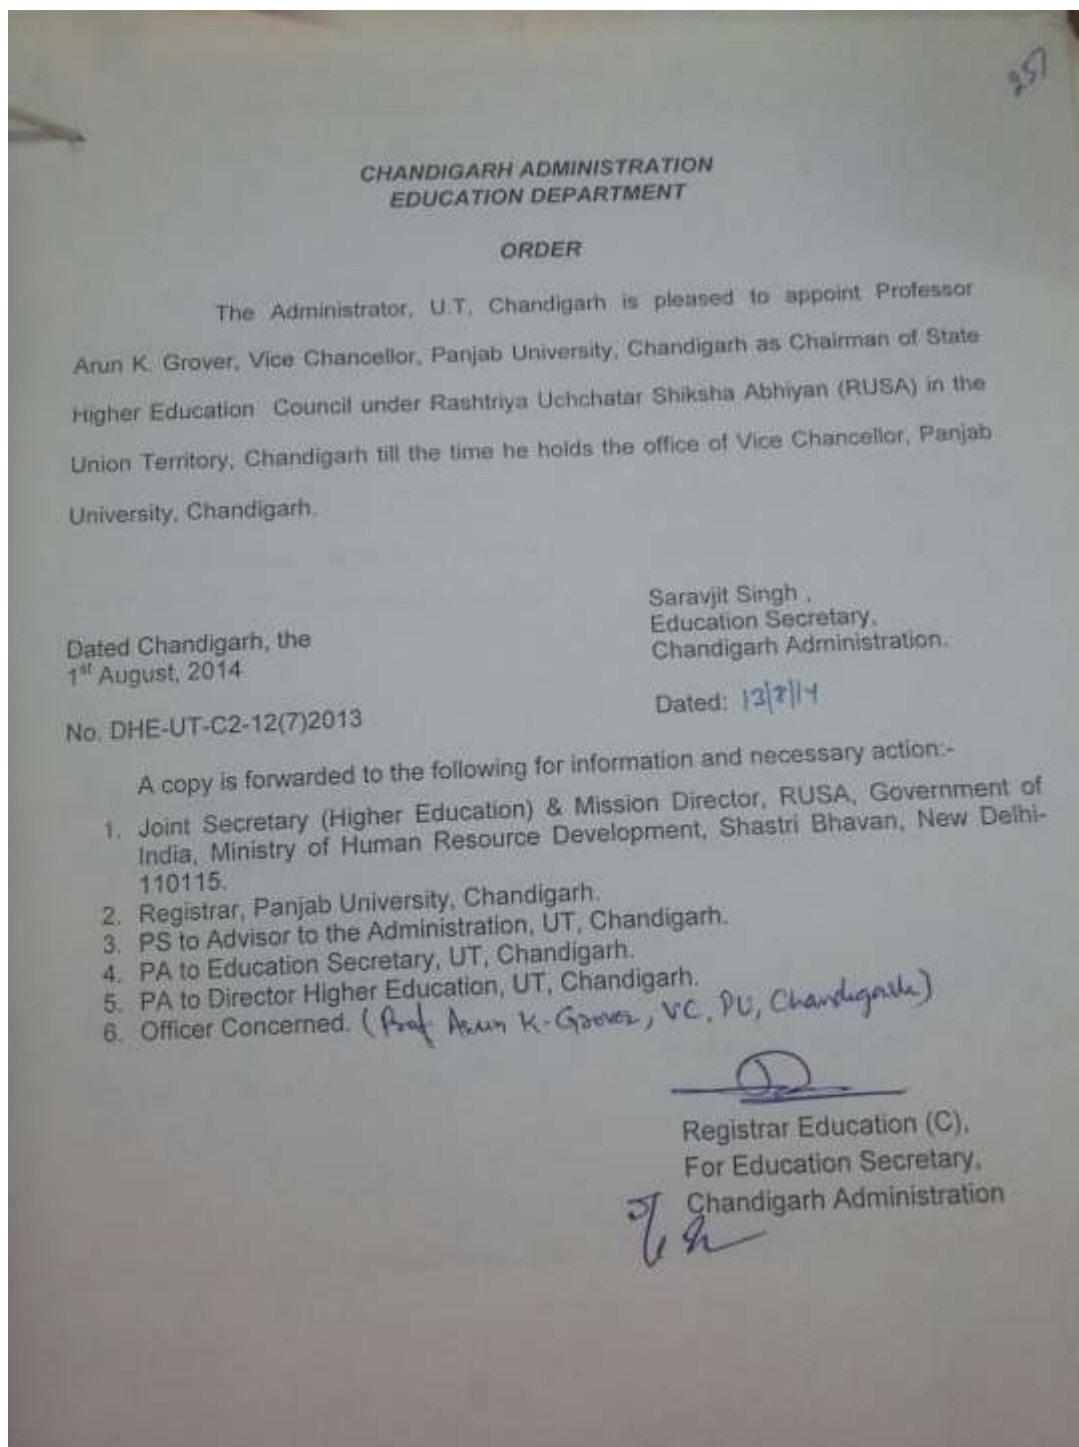 257
CHANDIGARH ADMINISTRATION
EDUCATION DEPARTMENT
ORDER
The Administrator, U.T, Chandigarh is pleased to appoint Professor
Arun K. Grover, Vice Chancellor, Panjab University, Chandigarh as Chairman of State
Higher Education Council under Rashtriya Uchchatar Shiksha Abhiyan (RUSA) in the
Union Territory, Chandigarh till the time he holds the office of Vice Chancellor, Panjab
University, Chandigarh.
Saravjit Singh,
Education Secretary,
Chandigarh Administration.
Dated Chandigarh, the
1st August, 2014
Dated: 13/8/14
No. DHE-UT-C2-12(7)2013
A copy is forwarded to the following for information and necessary action:-
1. Joint Secretary (Higher Education) & Mission Director, RUSA, Government of
India, Ministry of Human Resource Development, Shastri Bhavan, New Delhi-
110115.
2. Registrar, Panjab University, Chandigarh.
3. PS to Advisor to the Administration, UT, Chandigarh.
4. PA to Education Secretary, UT, Chandigarh.
5. PA to Director Higher Education, UT, Chandigarh.
6. Officer Concerned. (Prof. Arun K. Grover, VC, PU, Chandigarh)
Registrar Education (C),
For Education Secretary,
Chandigarh Administration